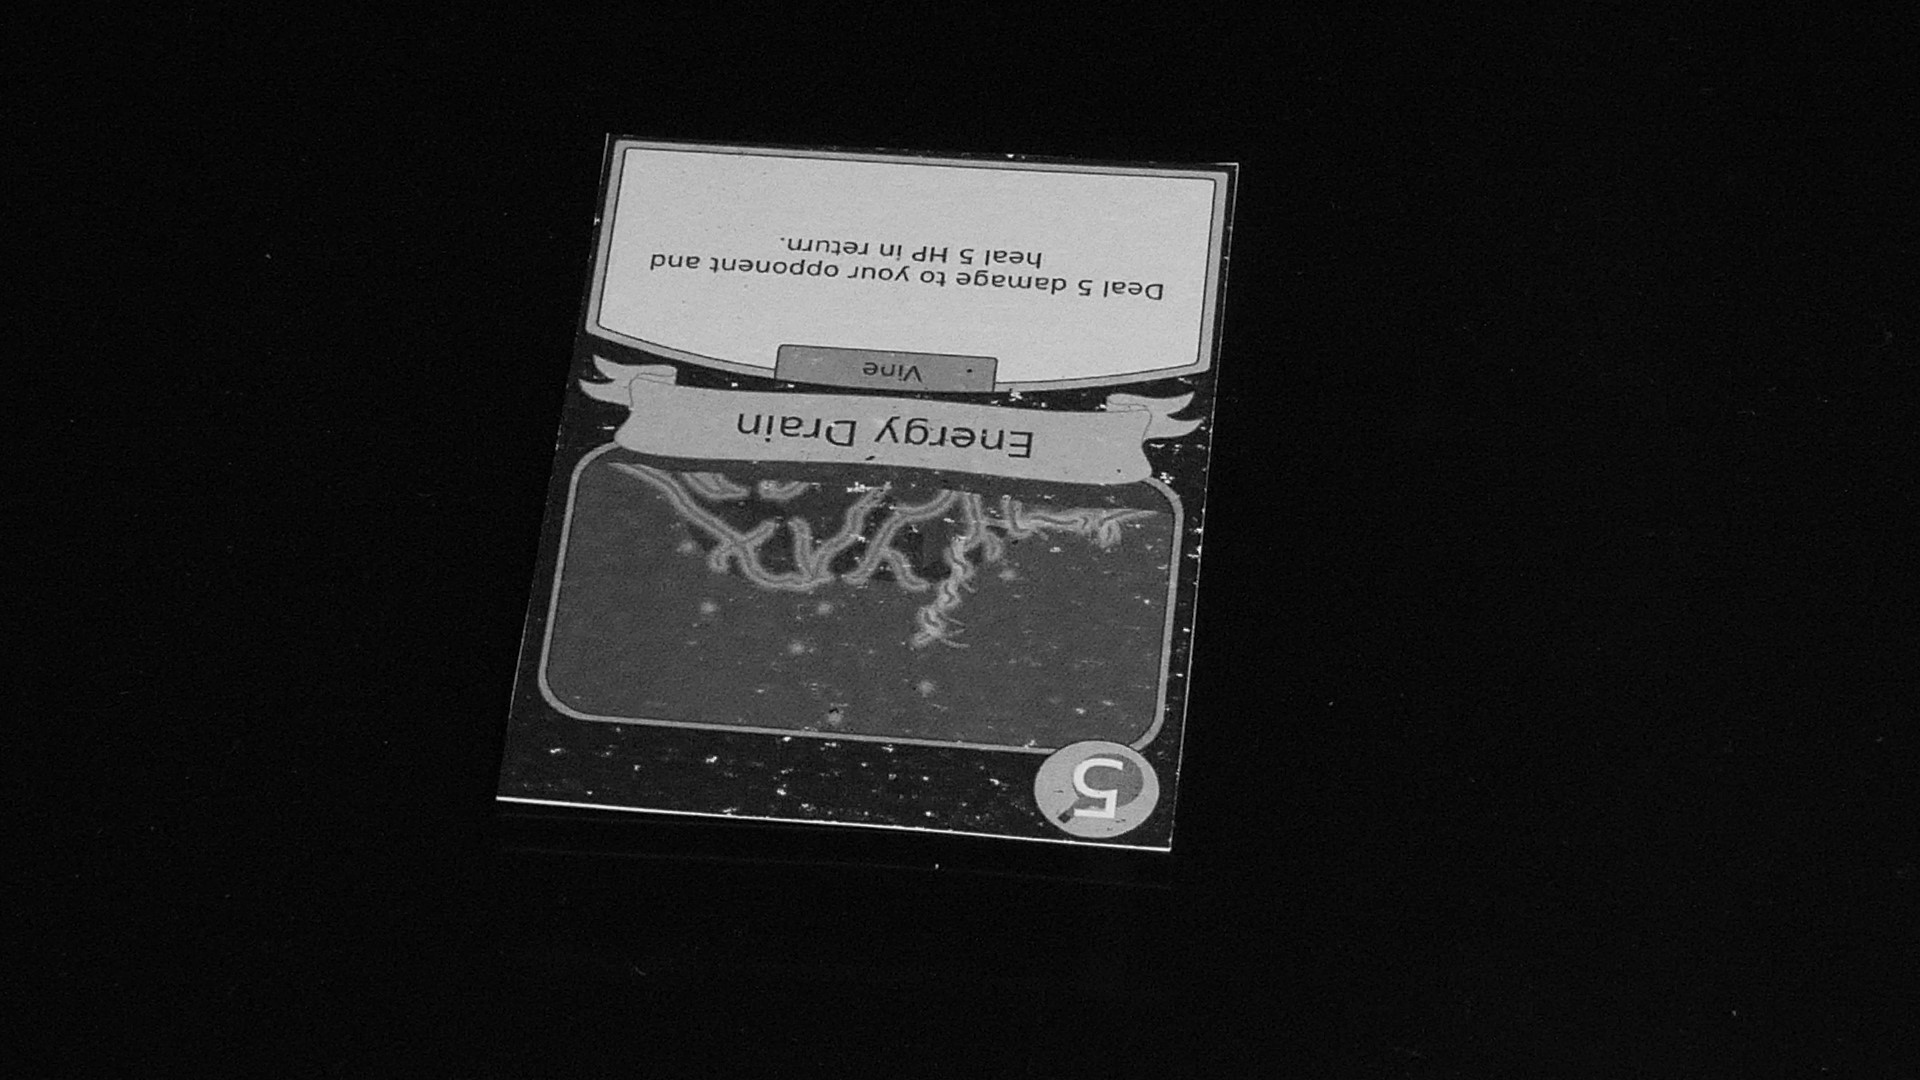 5
Energy Drain
Vine
Deal 5 damage to your opponent and
heal 5 HP in return.